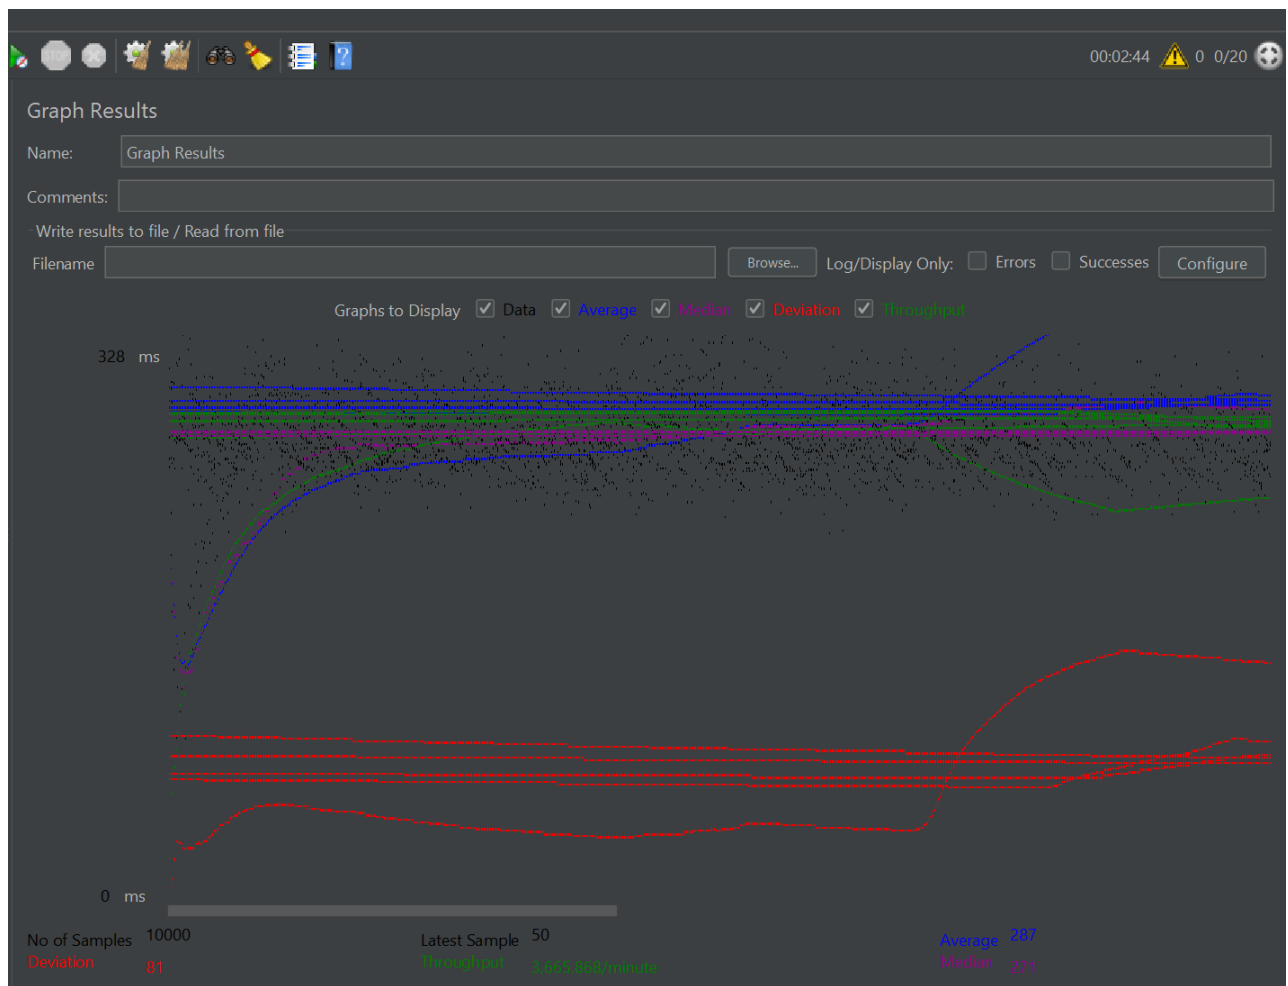 STOP
00:02:44 0 0/20
Graph Results
Name: Graph Results
Comments:
Write results to file / Read from file
Filename Browse... Log/Display Only: Errors Successes Configure
Graphs to Display Data Average Median Deviation Throughput
328 ms
0 ms
No of Samples 10000 Latest Sample 50 Average 287
Deviation 81 Throughput 3,665.868/minute Median 271